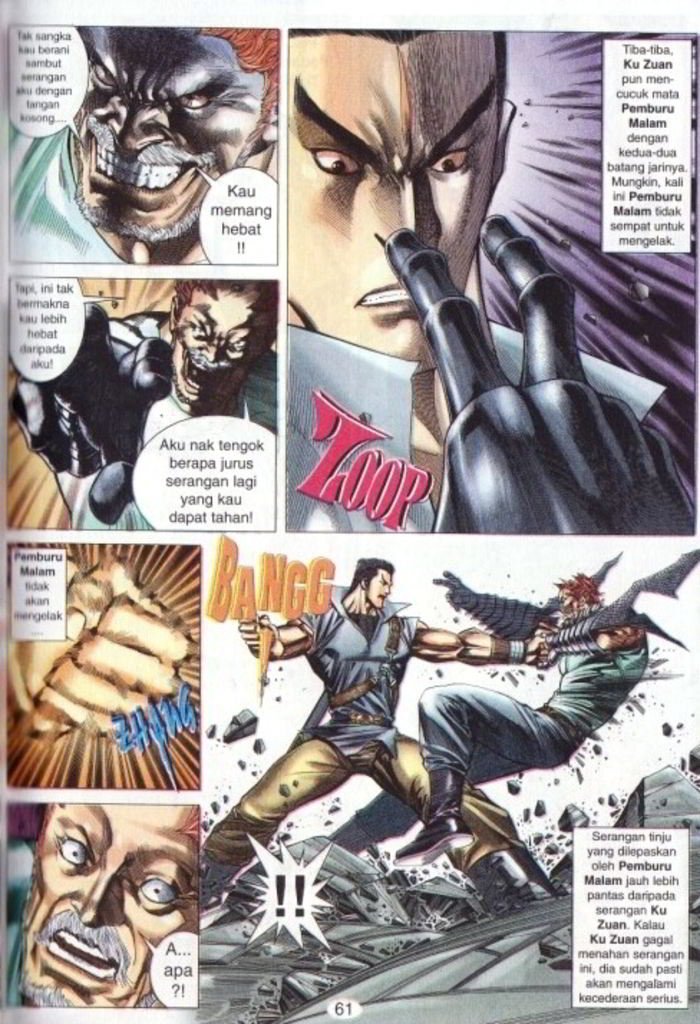 Tak sangka
kau berani
sambut
serangan
aku dengan
tangan
kosong....
Kau
memang
hebat
!!
Tiba-tiba,
Ku Zuan
pun men-
cucuk mata
Pemburu
Malam
dengan
kedua-dua
batang jarinya.
Mungkin, kali
ini Pemburu
Malam tidak
sempat untuk
mengelak.
ZOOP
Tapi, ini tak
bermakna
kau lebih
hebat
daripada
aku!
Aku nak tengok
berapa jurus
serangan lagi
yang kau
dapat tahan!
Pemburu
Malam
tidak
akan
mengelak
....
ZHANG
BANGG
A...
apa
?!
!!
Serangan tinju
yang dilepaskan
oleh Pemburu
Malam jauh lebih
pantas daripada
serangan Ku
Zuan. Kalau
Ku Zuan gagal
menahan serangan
ini, dia sudah pasti
akan mengalami
kecederaan serius.
61